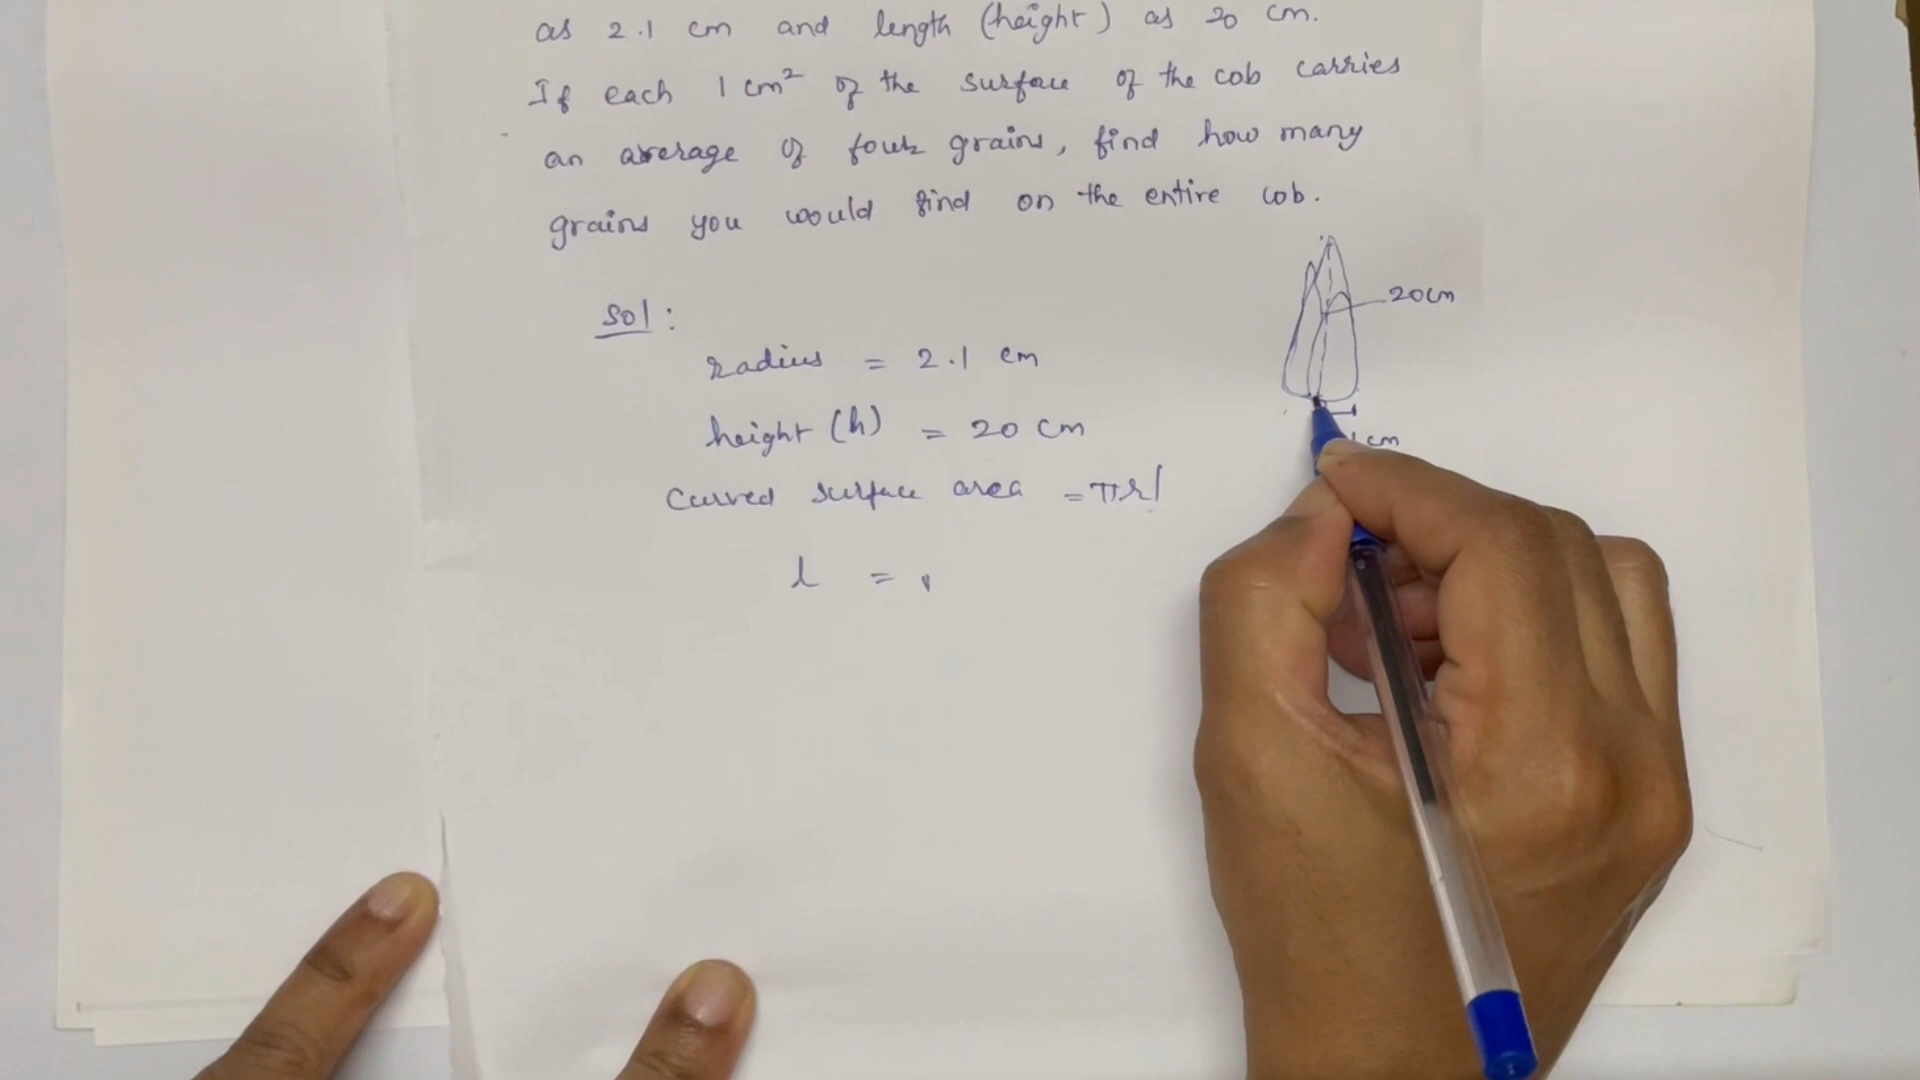 as 2.1 cm and length (height) as 20 cm.
If each 1 cm² of the surface of the cob carries
an average of four grains, find how many
grains you would find on the entire cob.
Sol :
radius = 2.1 cm
height (h) = 20 cm
Curved surface area = πrl
l =
20cm
cm